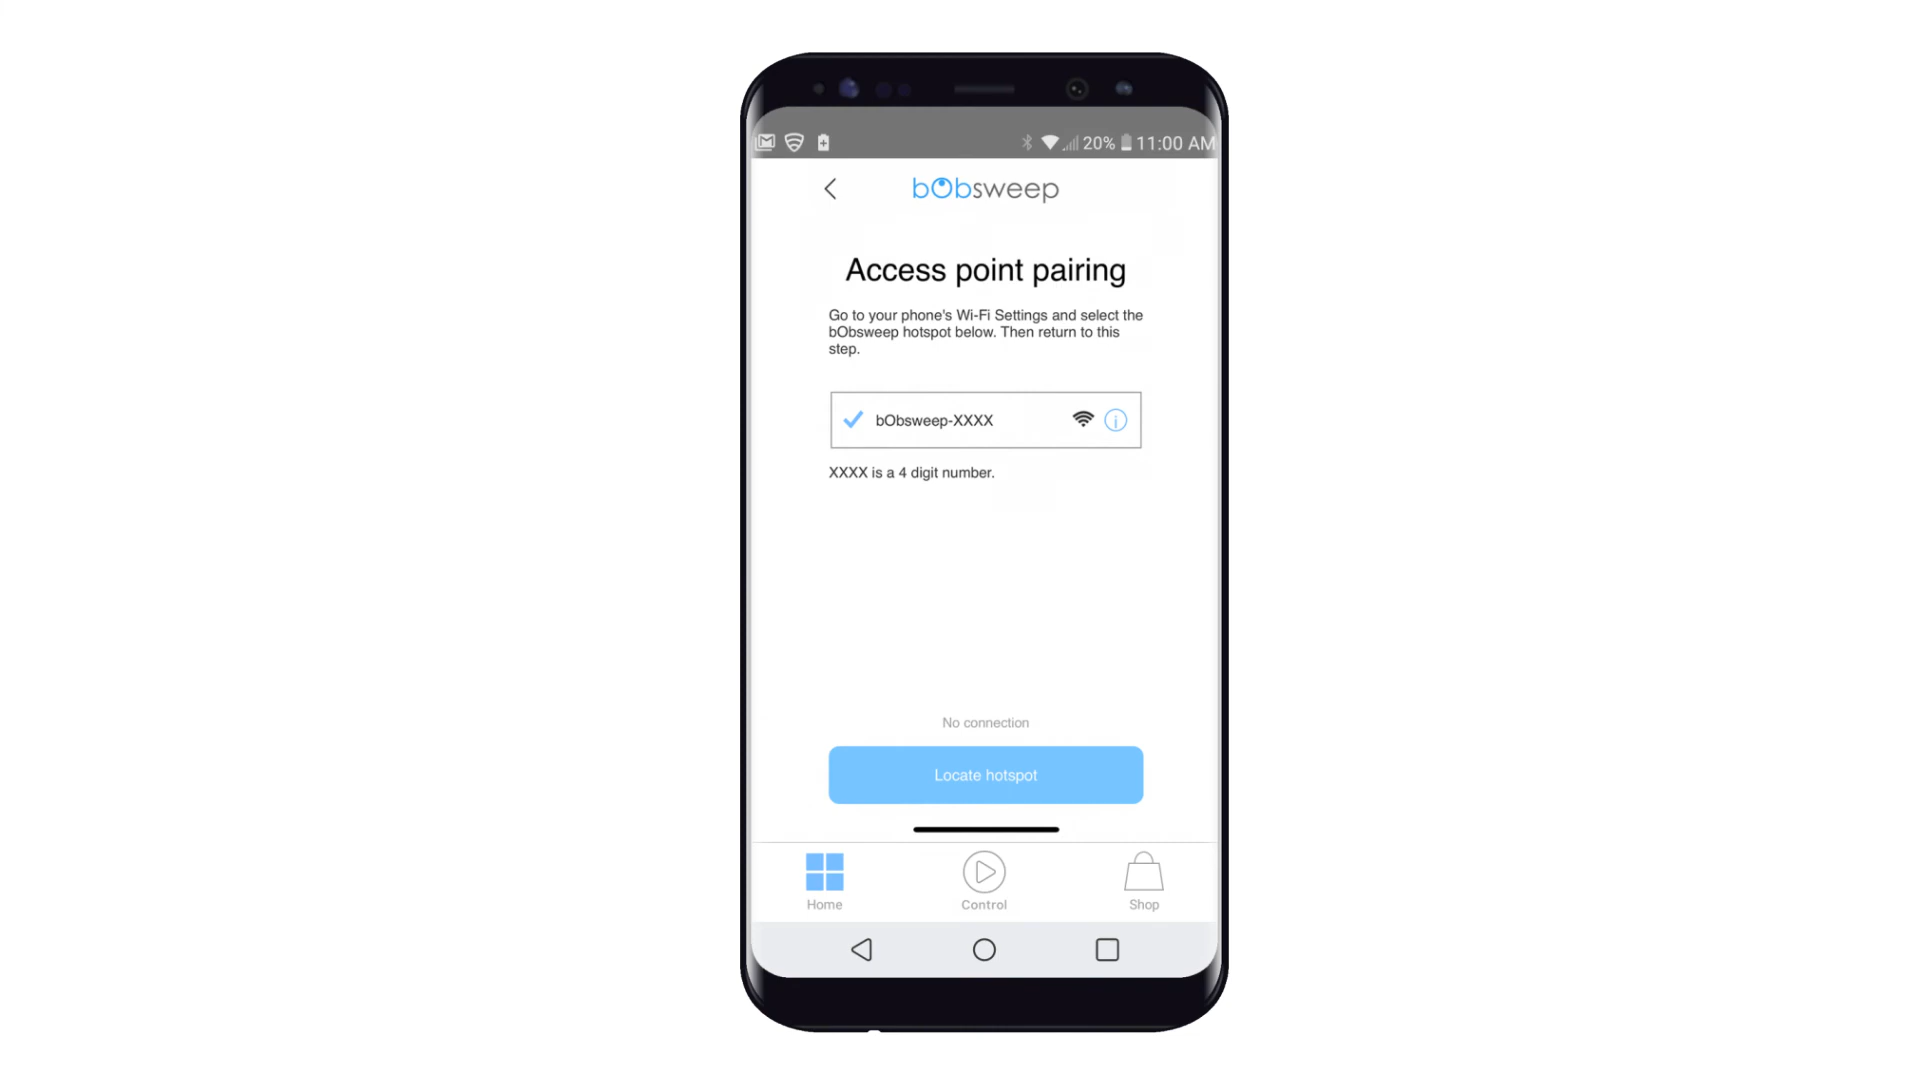 20% 11:00 AM
bObsweep
Access point pairing
Go to your phone's Wi-Fi Settings and select the
bObsweep hotspot below. Then return to this
step.
bObsweep-XXXX
XXXX is a 4 digit number.
No connection
Locate hotspot
Home Control Shop